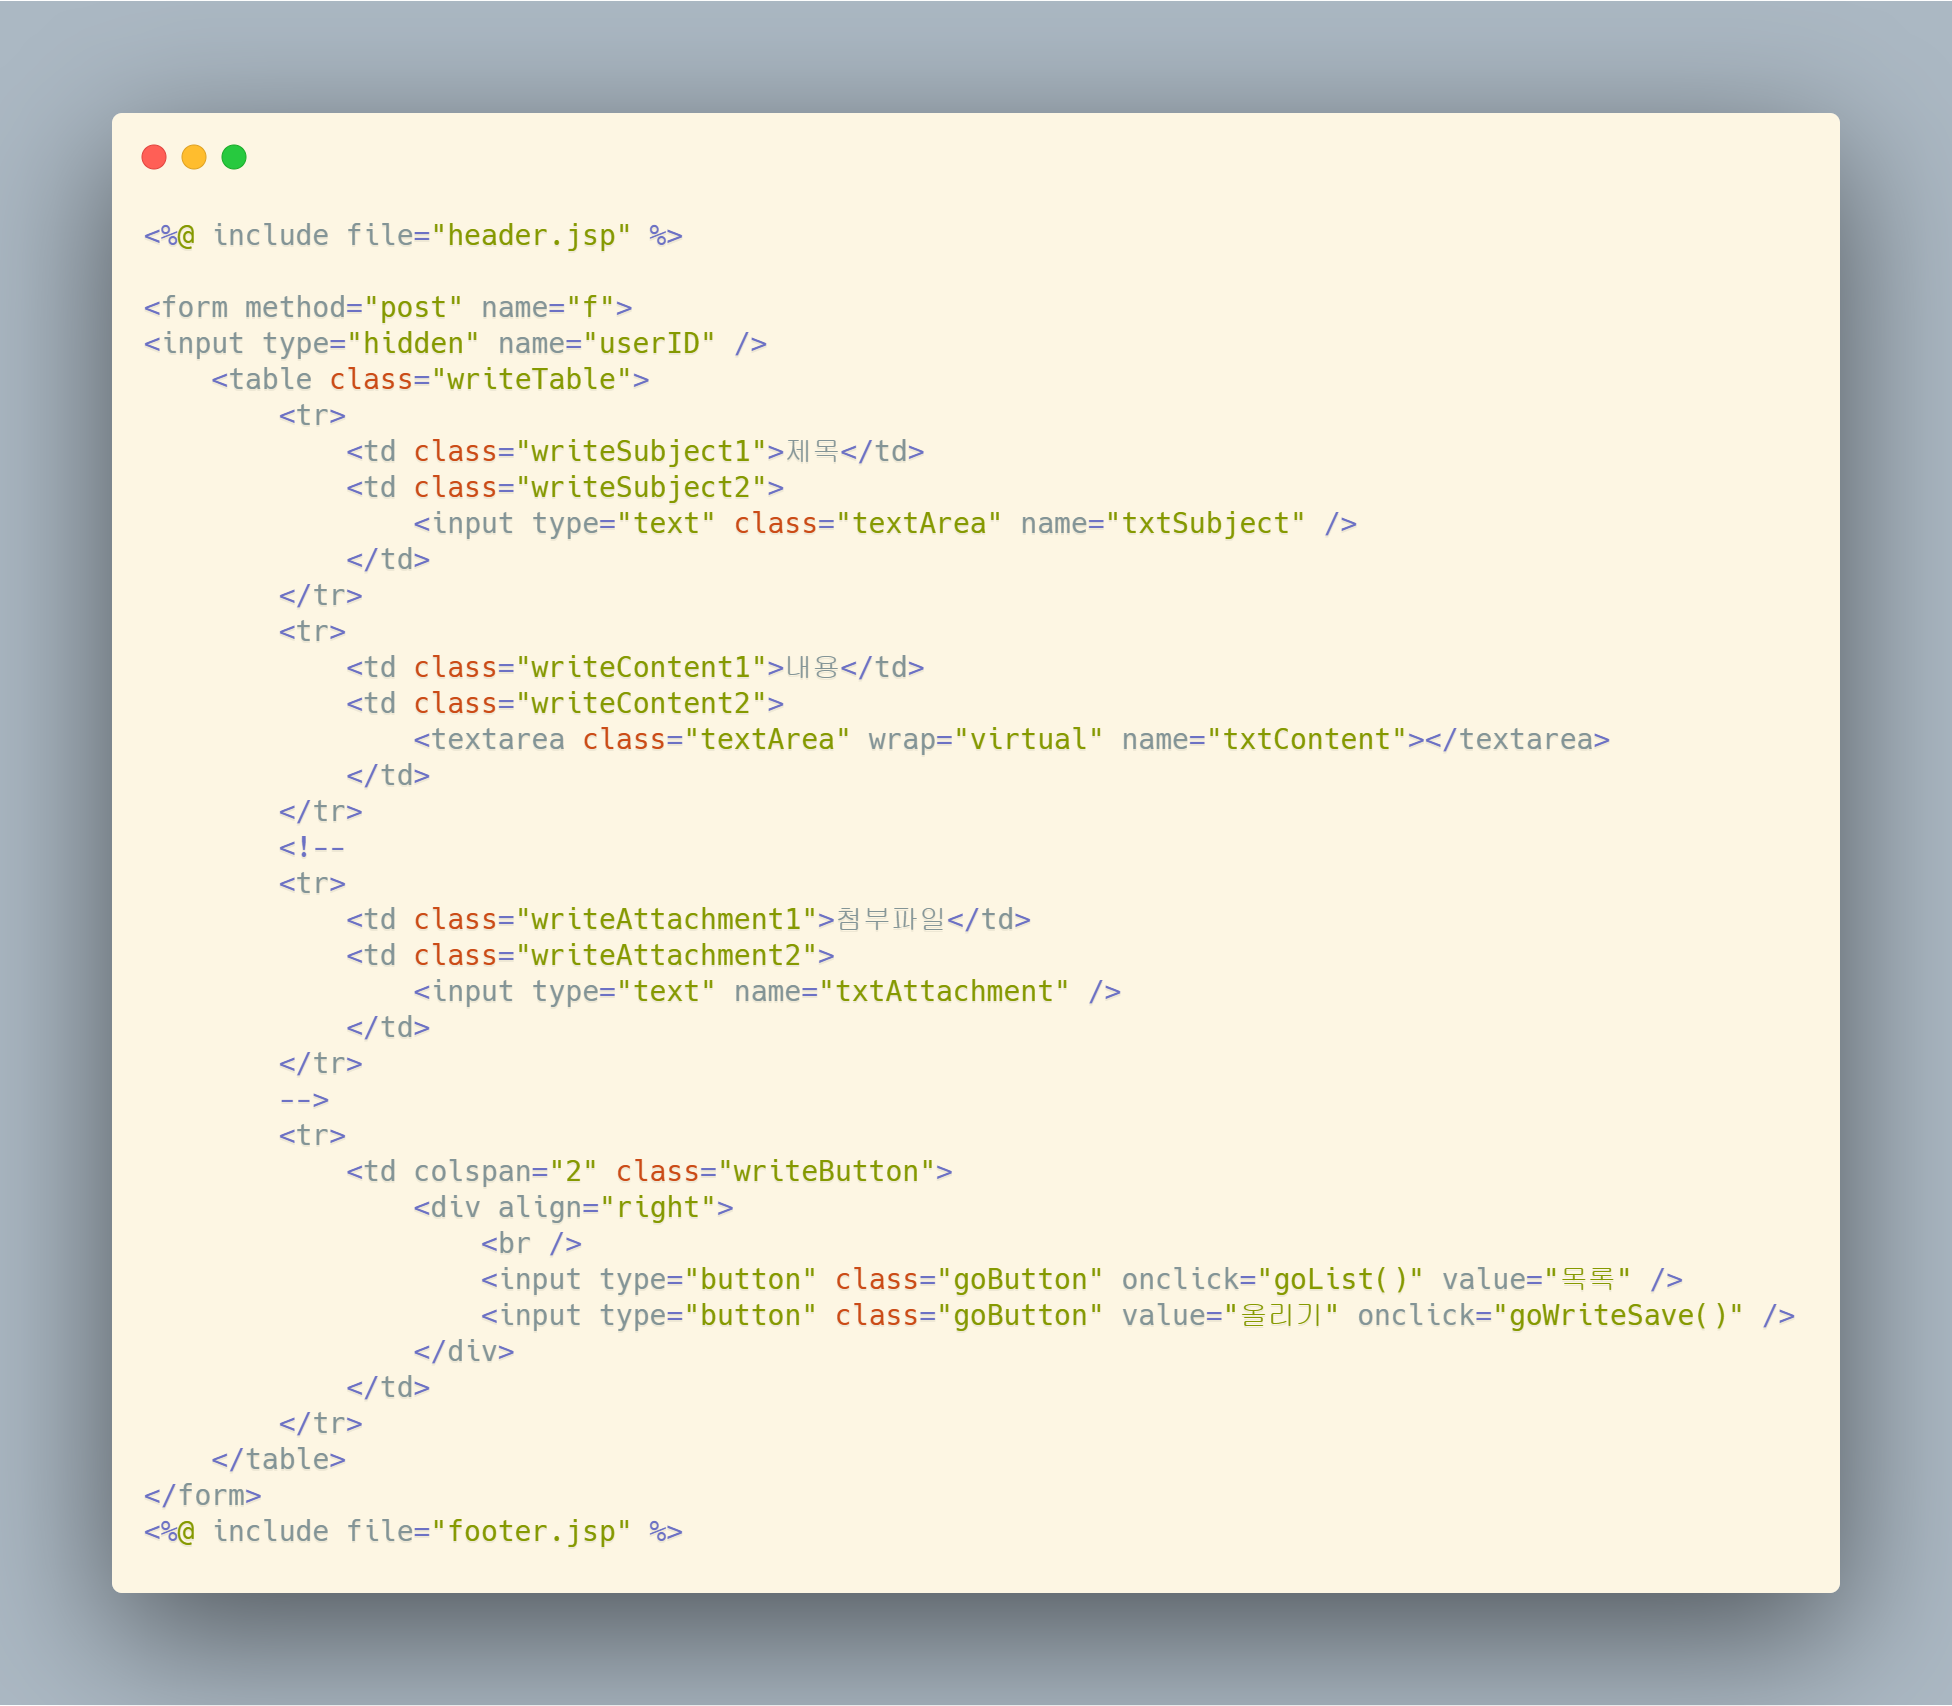 <%@ include file="header.jsp" %>

<form method="post" name="f">
<input type="hidden" name="userID" />
    <table class="writeTable">
        <tr>
            <td class="writeSubject1">제목</td>
            <td class="writeSubject2">
                <input type="text" class="textArea" name="txtSubject" />
            </td>
        </tr>
        <tr>
            <td class="writeContent1">내용</td>
            <td class="writeContent2">
                <textarea class="textArea" wrap="virtual" name="txtContent"></textarea>
            </td>
        </tr>
        <!--
        <tr>
            <td class="writeAttachment1">첨부파일</td>
            <td class="writeAttachment2">
                <input type="text" name="txtAttachment" />
            </td>
        </tr>
        -->
        <tr>
            <td colspan="2" class="writeButton">
                <div align="right">
                    <br />
                    <input type="button" class="goButton" onclick="goList()" value="목록" />
                    <input type="button" class="goButton" value="올리기" onclick="goWriteSave()" />
                </div>
            </td>
        </tr>
    </table>
</form>
<%@ include file="footer.jsp" %>